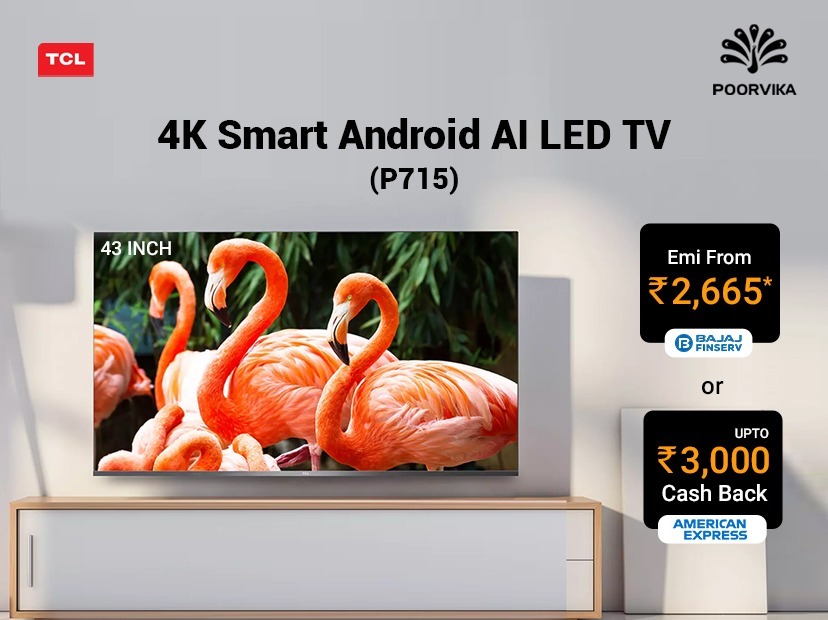 TCL
POORVIKA
4K Smart Android AI LED TV
(P715)
43 INCH
Emi From
₹2,665*
B BAJAJ
FINSERV
or
UPTO
₹3,000
Cash Back
AMERICAN
EXPRESS